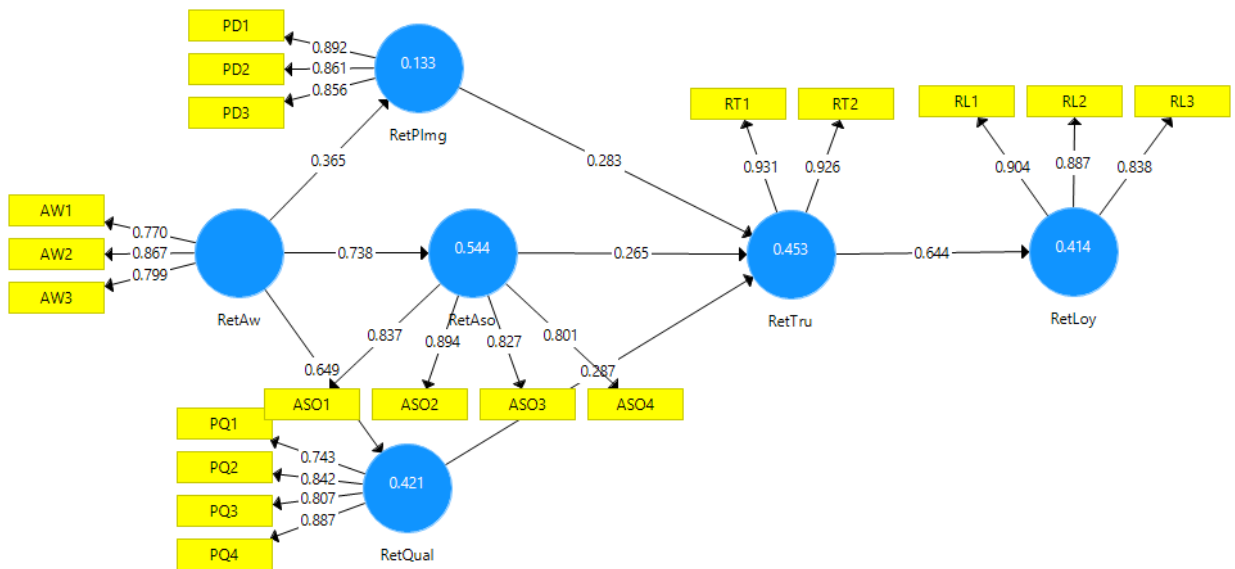 PD1
0.892
PD2
0.861
PD3
0.856
0.133
RetPImg
RT1
RT2
RL1
RL2
RL3
0.365
0.283
0.931
0.926
0.904
0.887
0.838
AW1
0.770
AW2
0.867
AW3
0.799
RetAw
0.738
0.544
RetAso
0.265
0.453
RetTru
0.644
0.414
RetLoy
0.649
0.837
0.894
0.827
0.801
0.287
ASO1
ASO2
ASO3
ASO4
PQ1
0.743
PQ2
0.842
PQ3
0.807
PQ4
0.887
0.421
RetQual